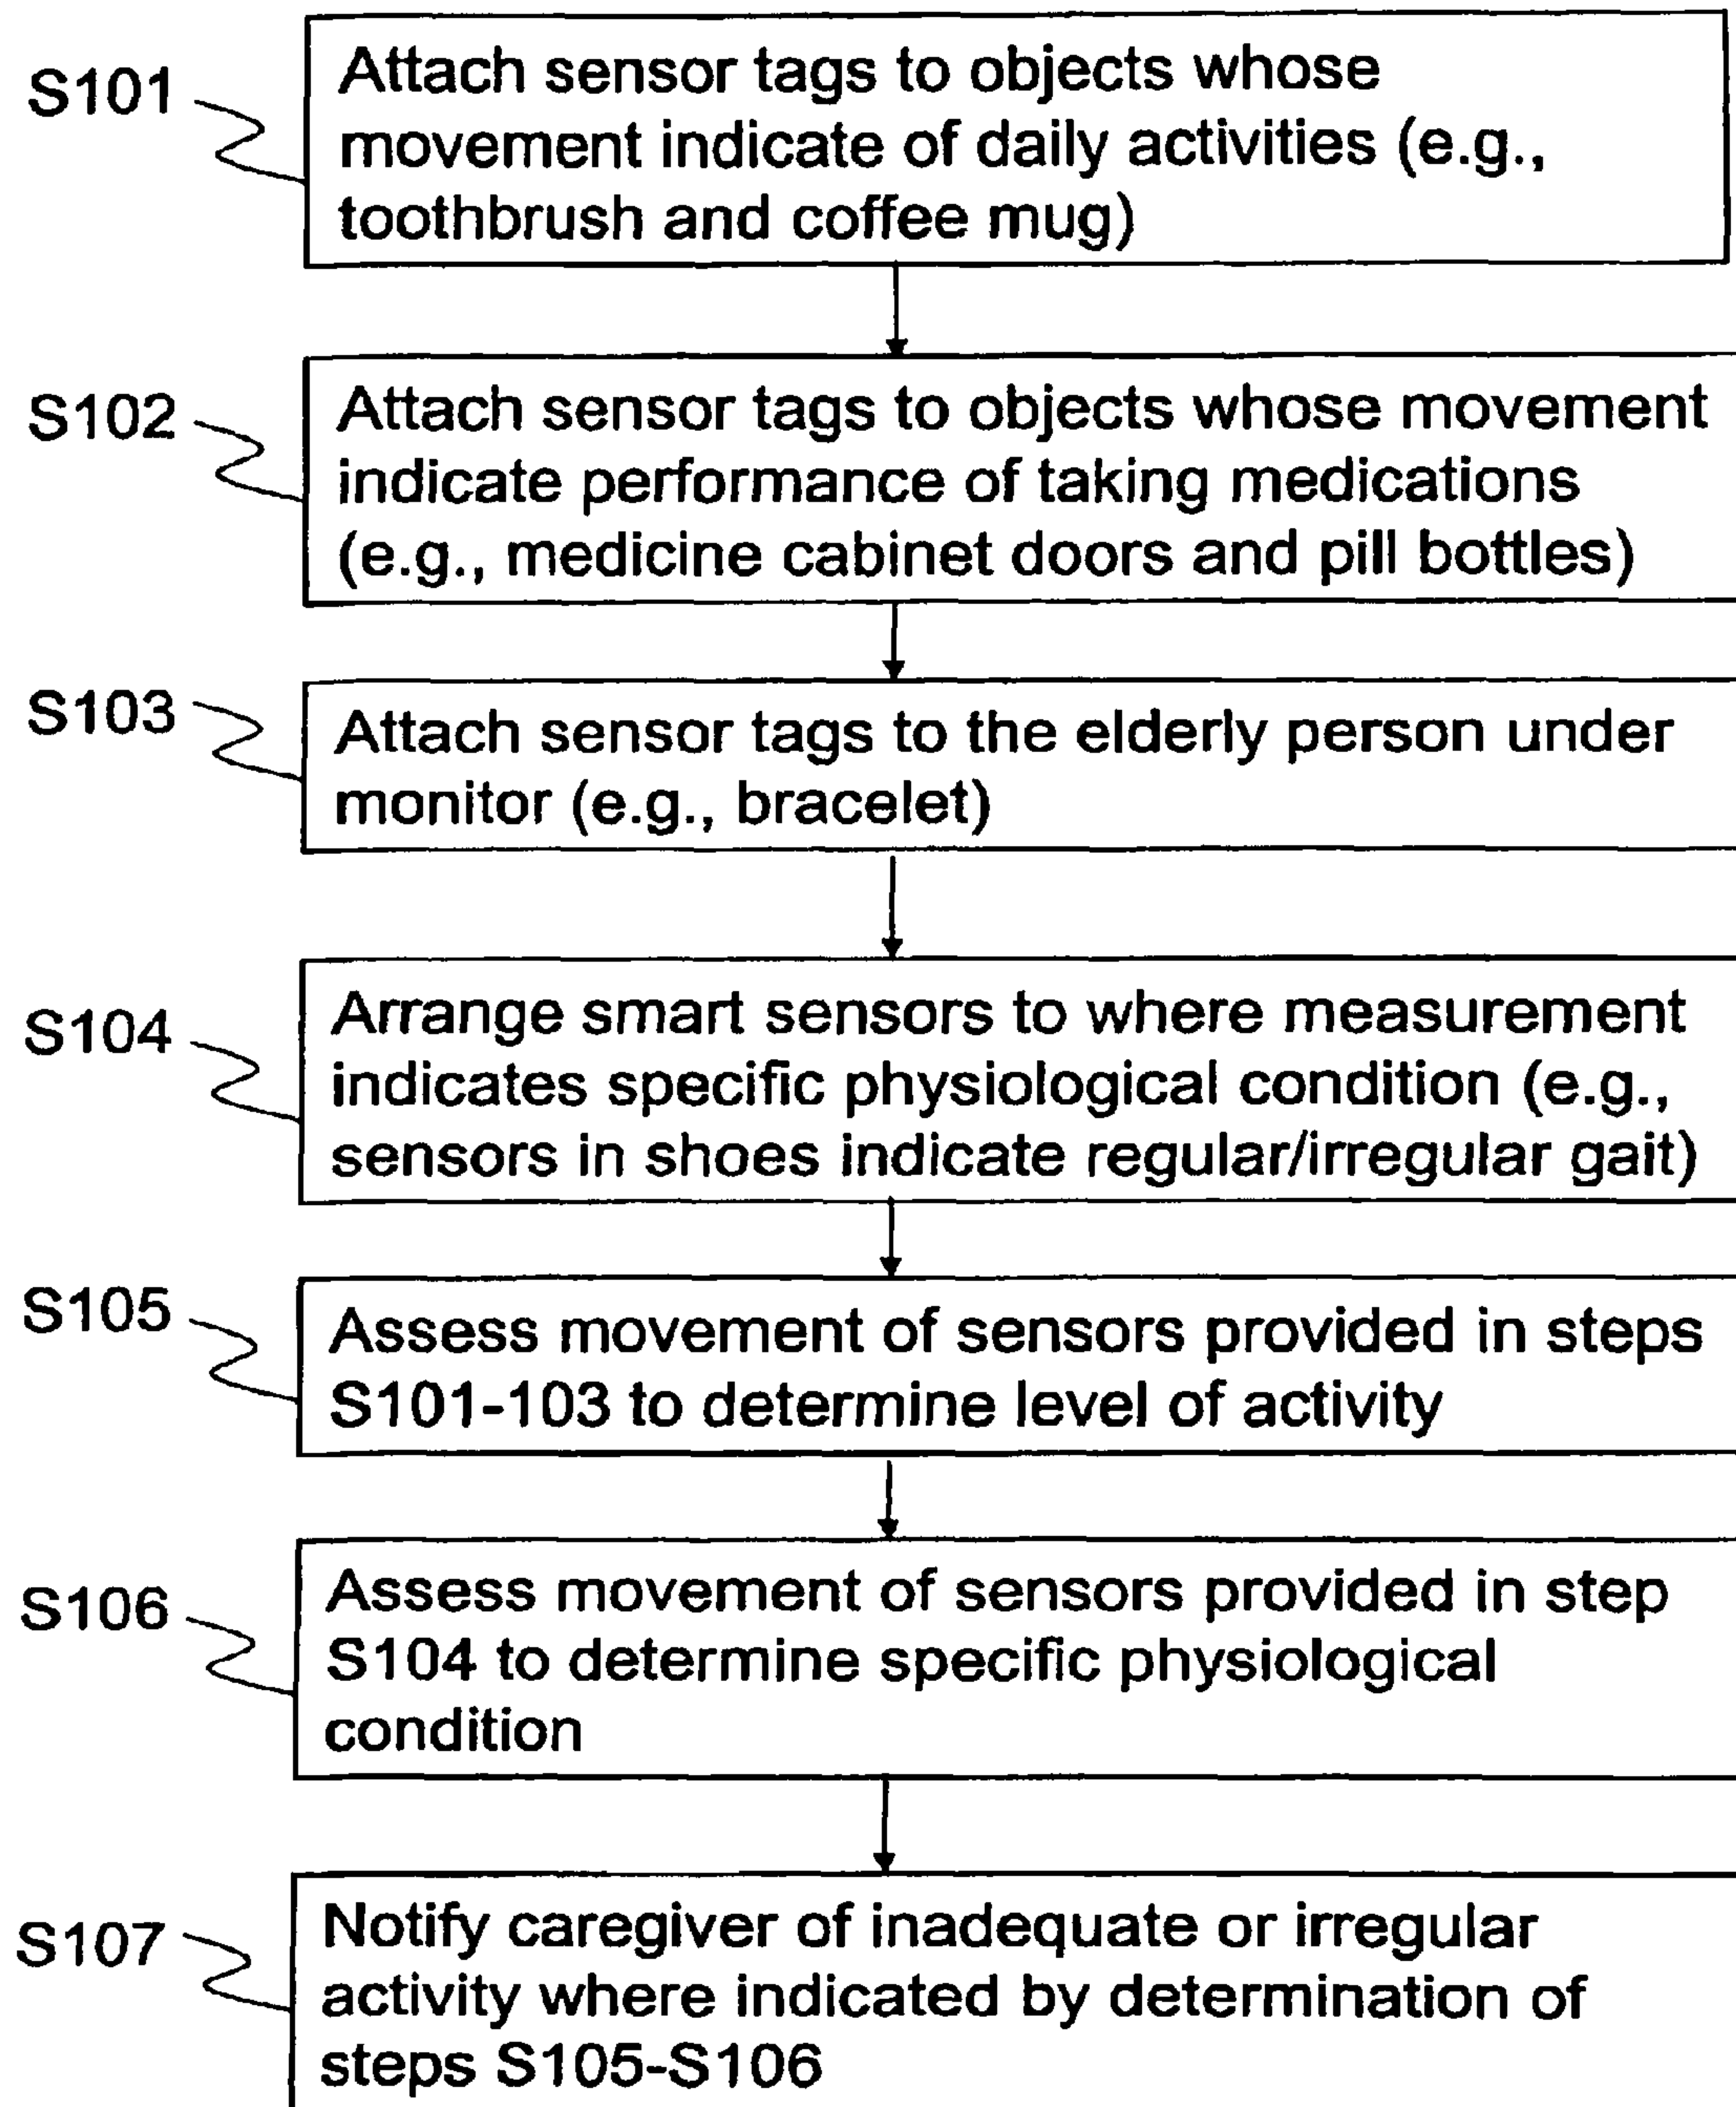 S101
Attach sensor tags to objects whose
movement indicate of daily activities (e.g.,
toothbrush and coffee mug)
S102
Attach sensor tags to objects whose movement
indicate performance of taking medications
(e.g., medicine cabinet doors and pill bottles)
S103
Attach sensor tags to the elderly person under
monitor (e.g., bracelet)
S104
Arrange smart sensors to where measurement
indicates specific physiological condition (e.g.,
sensors in shoes indicate regular/irregular gait)
S105
Assess movement of sensors provided in steps
S101-103 to determine level of activity
S106
Assess movement of sensors provided in step
S104 to determine specific physiological
condition
S107
Notify caregiver of inadequate or irregular
activity where indicated by determination of
steps S105-S106